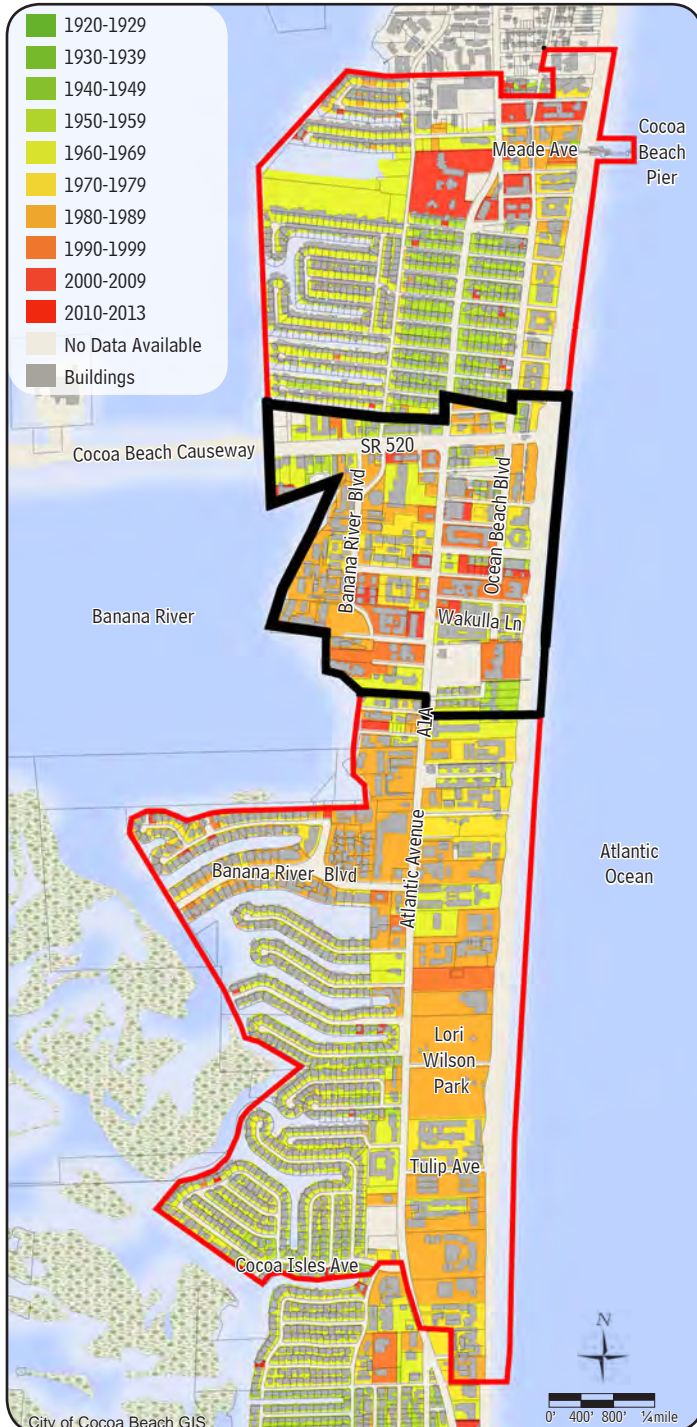 1920-1929
1930-1939
1940-1949
1950-1959
1960-1969
1970-1979
1980-1989
1990-1999
2000-2009
2010-2013
No Data Available
Buildings
Meade Ave
Cocoa
Beach
Pier
Cocoa Beach Causeway
SR 520
Banana River Blvd
Ocean Beach Blvd
Banana River
Wakulla Ln
A1A
Atlantic Avenue
Atlantic
Ocean
Banana River Blvd
Lori
Wilson
Park
Tulip Ave
Cocoa Isles Ave
N
0' 400' 800' ¼mile
City of Cocoa Beach GIS